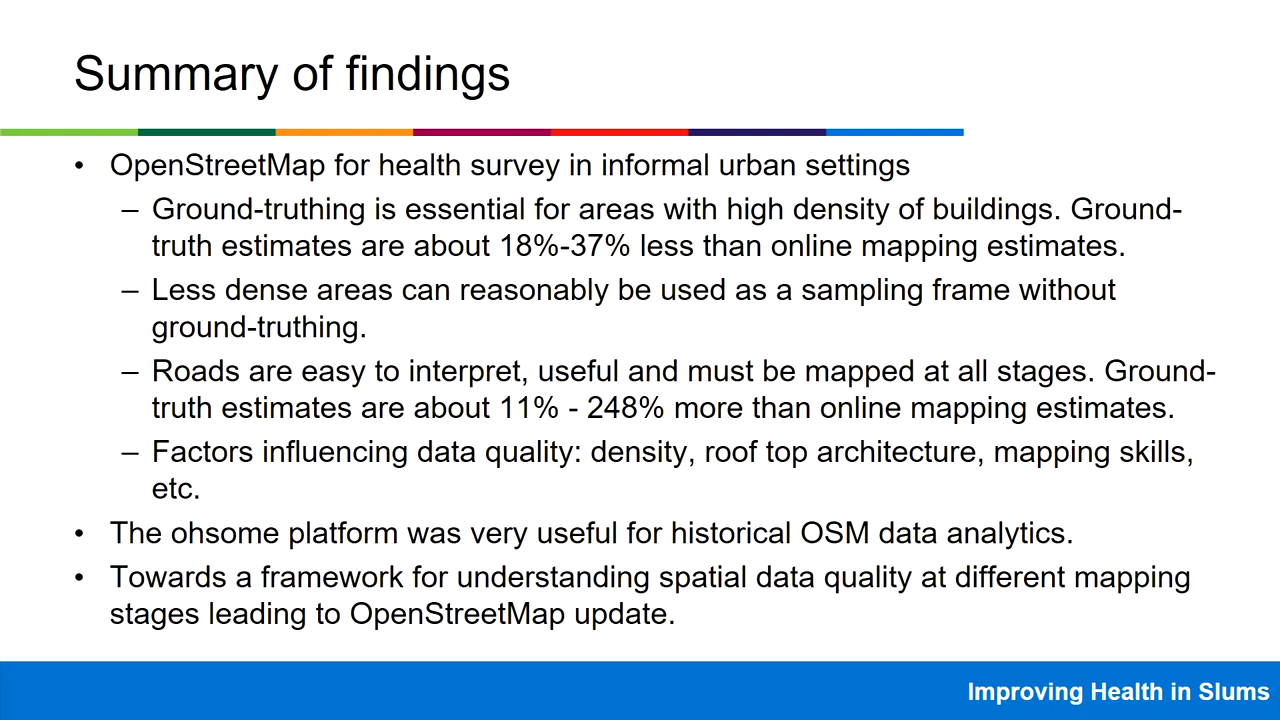 Summary of findings
• OpenStreetMap for health survey in informal urban settings
– Ground-truthing is essential for areas with high density of buildings. Ground-
truth estimates are about 18%-37% less than online mapping estimates.
– Less dense areas can reasonably be used as a sampling frame without
ground-truthing.
– Roads are easy to interpret, useful and must be mapped at all stages. Ground-
truth estimates are about 11% - 248% more than online mapping estimates.
– Factors influencing data quality: density, roof top architecture, mapping skills,
etc.
• The ohsome platform was very useful for historical OSM data analytics.
• Towards a framework for understanding spatial data quality at different mapping
stages leading to OpenStreetMap update.
Improving Health in Slums